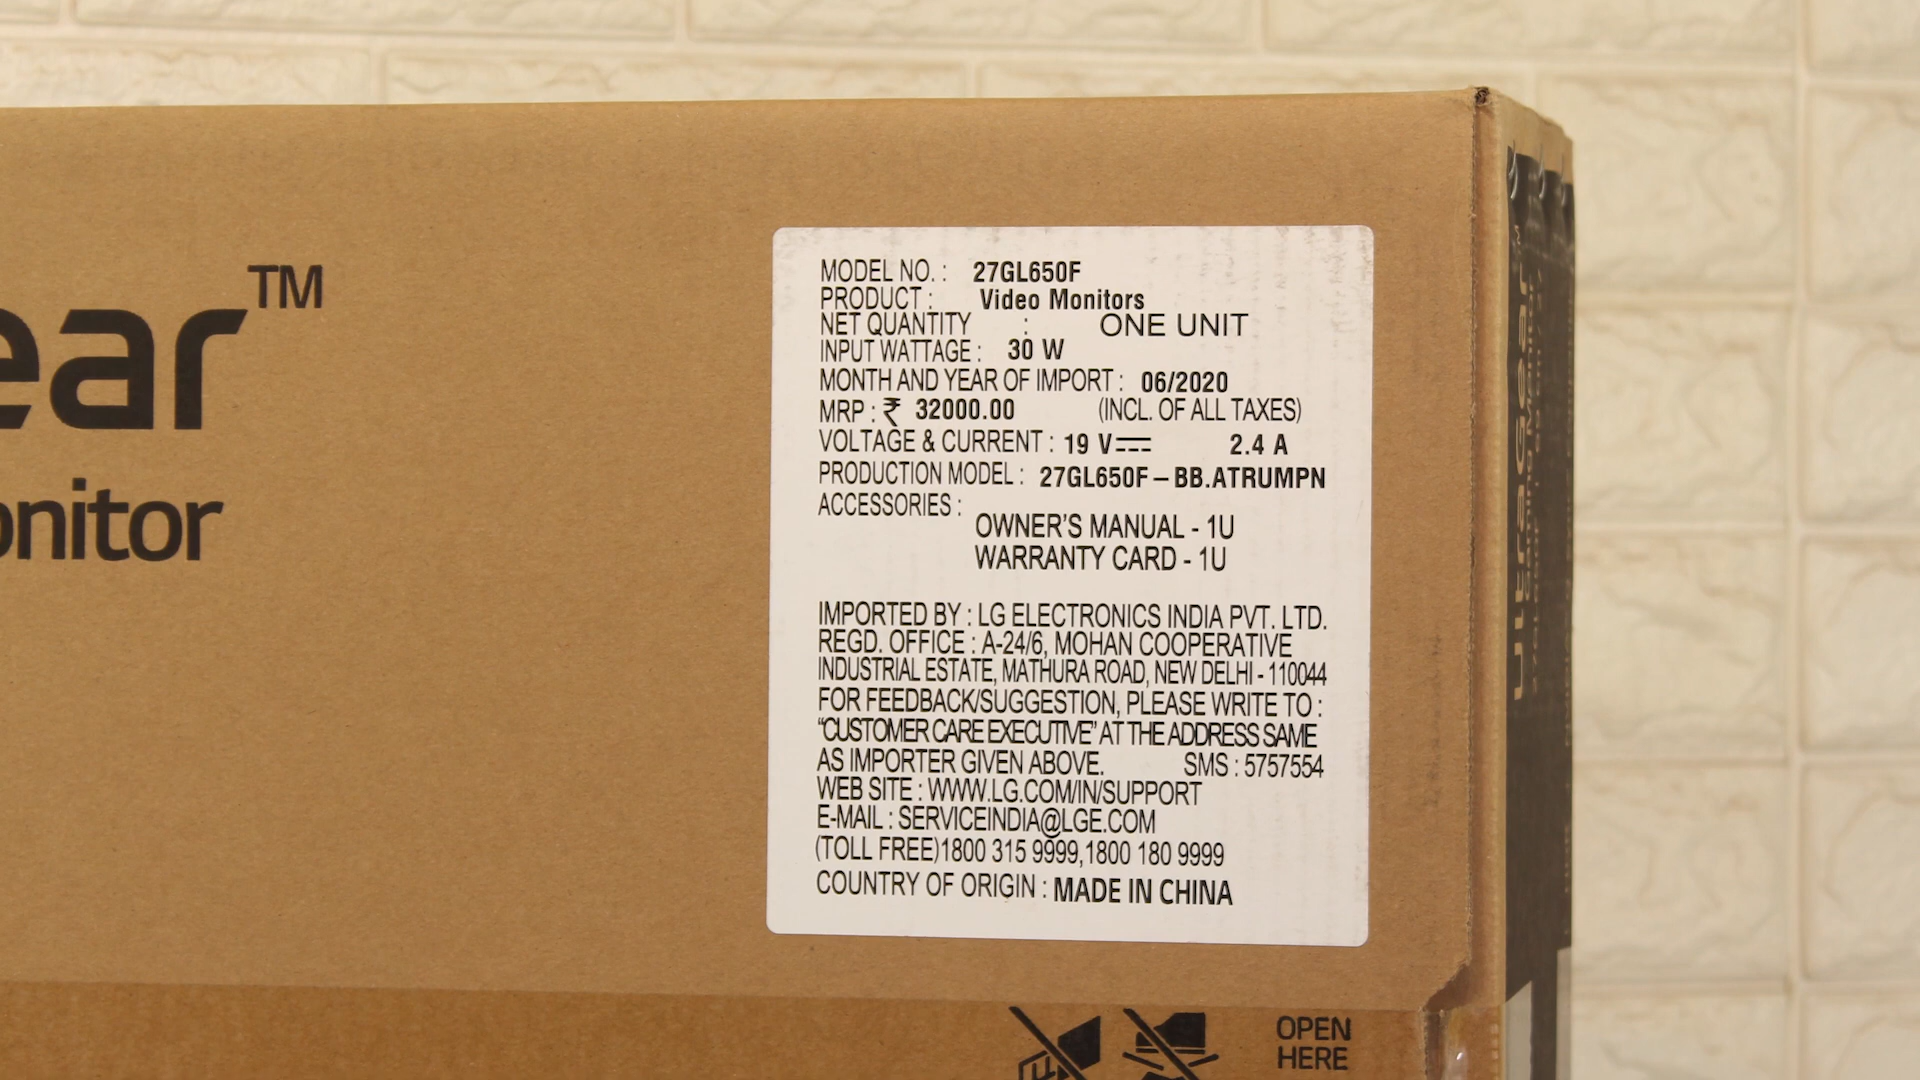 ear™
onitor
MODEL NO. : 27GL650F
PRODUCT : Video Monitors
NET QUANTITY : ONE UNIT
INPUT WATTAGE : 30 W
MONTH AND YEAR OF IMPORT : 06/2020
MRP : ₹ 32000.00 (INCL. OF ALL TAXES)
VOLTAGE & CURRENT : 19 V⎓ 2.4 A
PRODUCTION MODEL : 27GL650F – BB.ATRUMPN
ACCESSORIES :
OWNER'S MANUAL - 1U
WARRANTY CARD - 1U
IMPORTED BY : LG ELECTRONICS INDIA PVT. LTD.
REGD. OFFICE : A-24/6, MOHAN COOPERATIVE
INDUSTRIAL ESTATE, MATHURA ROAD, NEW DELHI - 110044
FOR FEEDBACK/SUGGESTION, PLEASE WRITE TO :
“CUSTOMER CARE EXECUTIVE” AT THE ADDRESS SAME
AS IMPORTER GIVEN ABOVE. SMS : 5757554
WEB SITE : WWW.LG.COM/IN/SUPPORT
E-MAIL : SERVICEINDIA@LGE.COM
(TOLL FREE)1800 315 9999,1800 180 9999
COUNTRY OF ORIGIN : MADE IN CHINA
OPEN
HERE
UltraGear